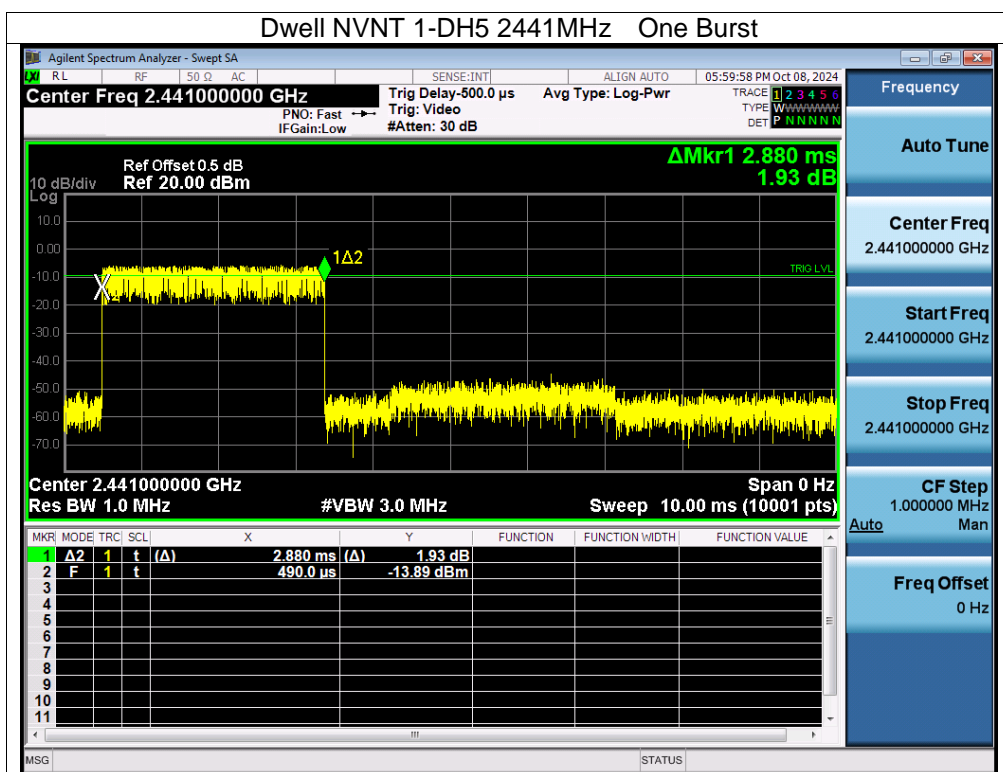 Dwell NVNT 1-DH5 2441MHz One Burst
Agilent Spectrum Analyzer - Swept SA
LXI RL RF 50 Ω AC SENSE:INT ALIGN AUTO 05:59:58 PM Oct 08, 2024
Center Freq 2.441000000 GHz Trig Delay-500.0 µs Avg Type: Log-Pwr TRACE 1 2 3 4 5 6
PNO: Fast Trig: Video TYPE WWWWWWW
IFGain:Low #Atten: 30 dB DET P N N N N N
Frequency
Auto Tune
Center Freq
2.441000000 GHz
Start Freq
2.441000000 GHz
Stop Freq
2.441000000 GHz
CF Step
1.000000 MHz
Auto Man
Freq Offset
0 Hz
ΔMkr1 2.880 ms
1.93 dB
Ref Offset 0.5 dB
10 dB/div Ref 20.00 dBm
Log
10.0
0.00
-10.0
-20.0
-30.0
-40.0
-50.0
-60.0
-70.0
1Δ2
TRIG LVL
2
Center 2.441000000 GHz Span 0 Hz
Res BW 1.0 MHz #VBW 3.0 MHz Sweep 10.00 ms (10001 pts)
MKR MODE TRC SCL X Y FUNCTION FUNCTION WIDTH FUNCTION VALUE
1 Δ2 1 t (Δ) 2.880 ms (Δ) 1.93 dB
2 F 1 t 490.0 µs -13.89 dBm
3
4
5
6
7
8
9
10
11
MSG STATUS